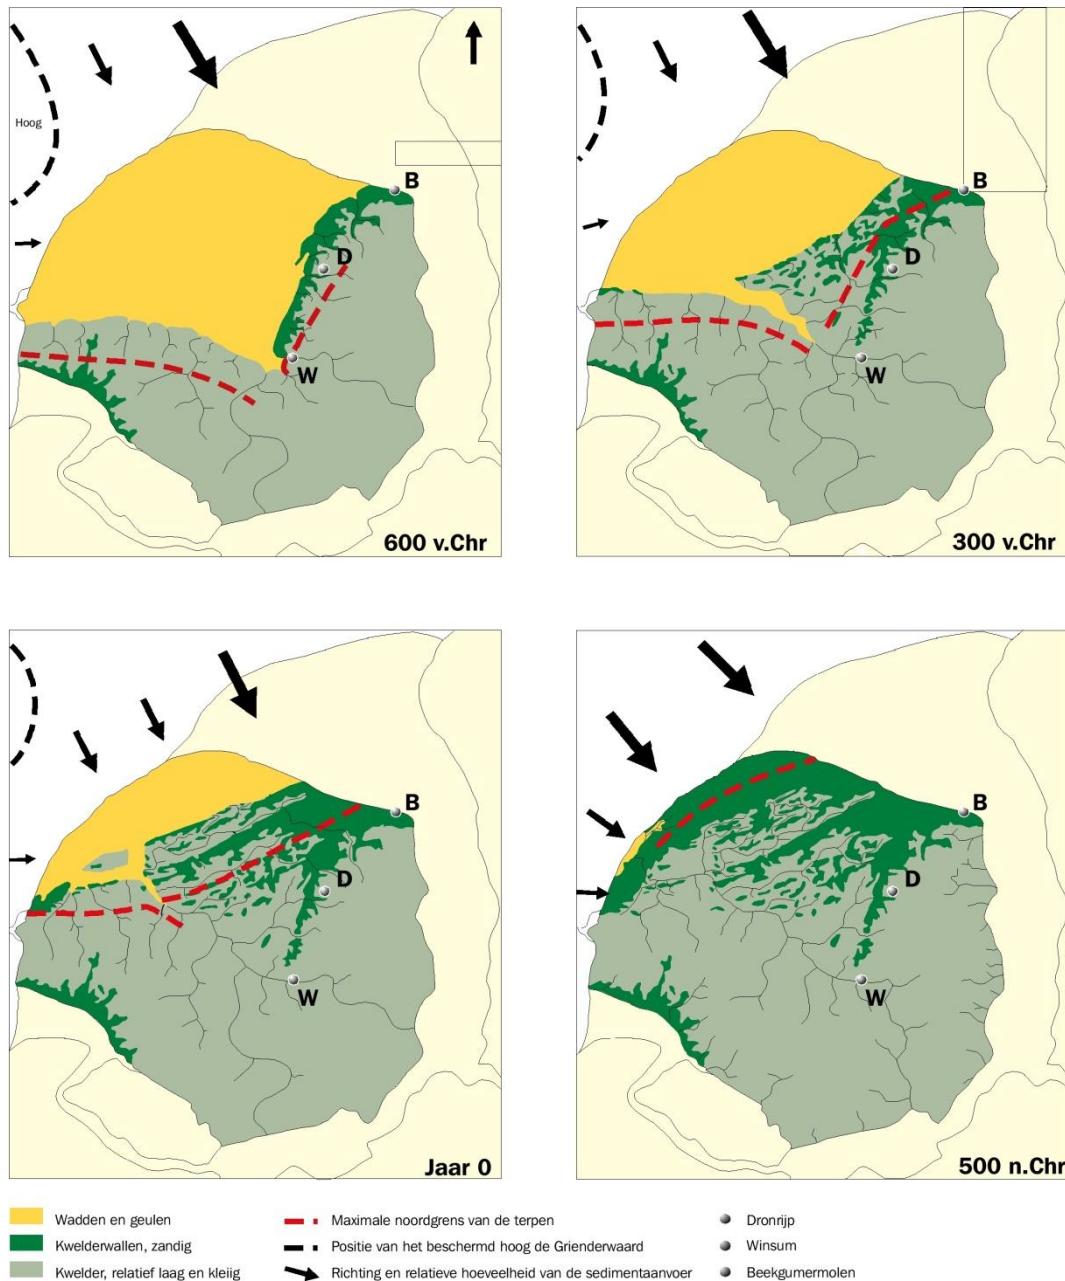 Hoog
B
D
W
600 v.Chr
B
D
W
300 v.Chr
B
D
W
Jaar 0
B
D
W
500 n.Chr
Wadden en geulen
Maximale noordgrens van de terpen
Dronrijp
Kwelderwallen, zandig
Positie van het beschermd hoog de Grienderwaard
Winsum
Kwelder, relatief laag en kleiig
Richting en relatieve hoeveelheid van de sedimentaanvoer
Beekgumermolen